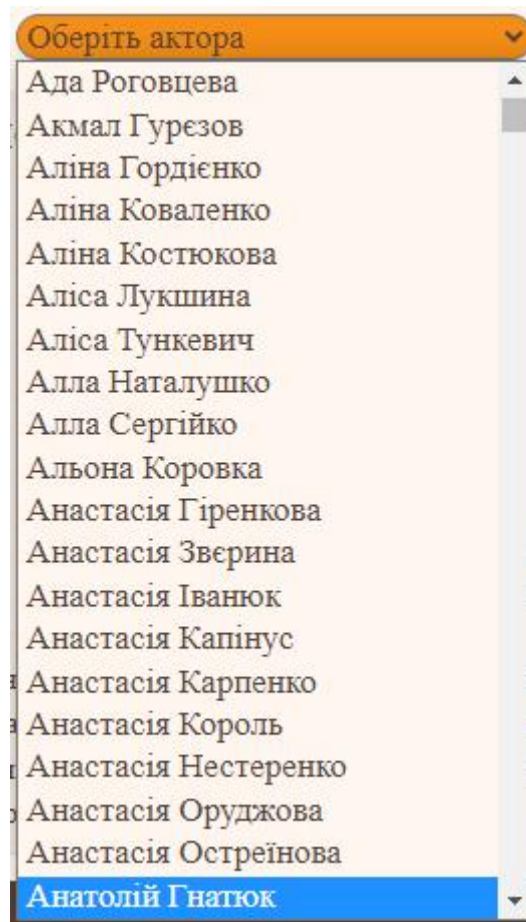 Оберіть актора
Ада Роговцева
Акмал Гурєзов
Аліна Гордієнко
Аліна Коваленко
Аліна Костюкова
Аліса Лукшина
Аліса Тункевич
Алла Наталушко
Алла Сергійко
Альона Коровка
Анастасія Гіренкова
Анастасія Звєрина
Анастасія Іванюк
Анастасія Капінус
Анастасія Карпенко
Анастасія Король
Анастасія Нестеренко
Анастасія Оруджова
Анастасія Остреїнова
Анатолій Гнатюк